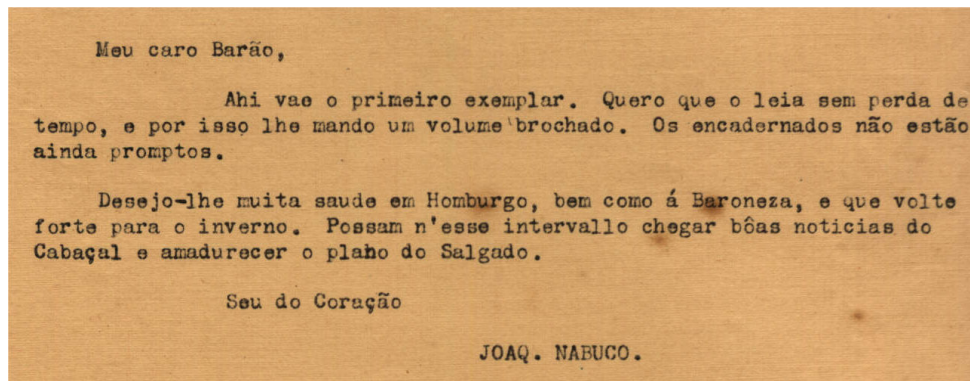 Meu caro Barão,
Ahi vae o primeiro exemplar. Quero que o leia sem perda de
tempo, e por isso lhe mando um volume brochado. Os encadernados não estão
ainda promptos.
Desejo-lhe muita saude em Homburgo, bem como á Baroneza, e que volte
forte para o inverno. Possam n'esse intervallo chegar bôas noticias do
Cabaçal e amadurecer o plano do Salgado.
Seu do Coração
JOAQ. NABUCO.